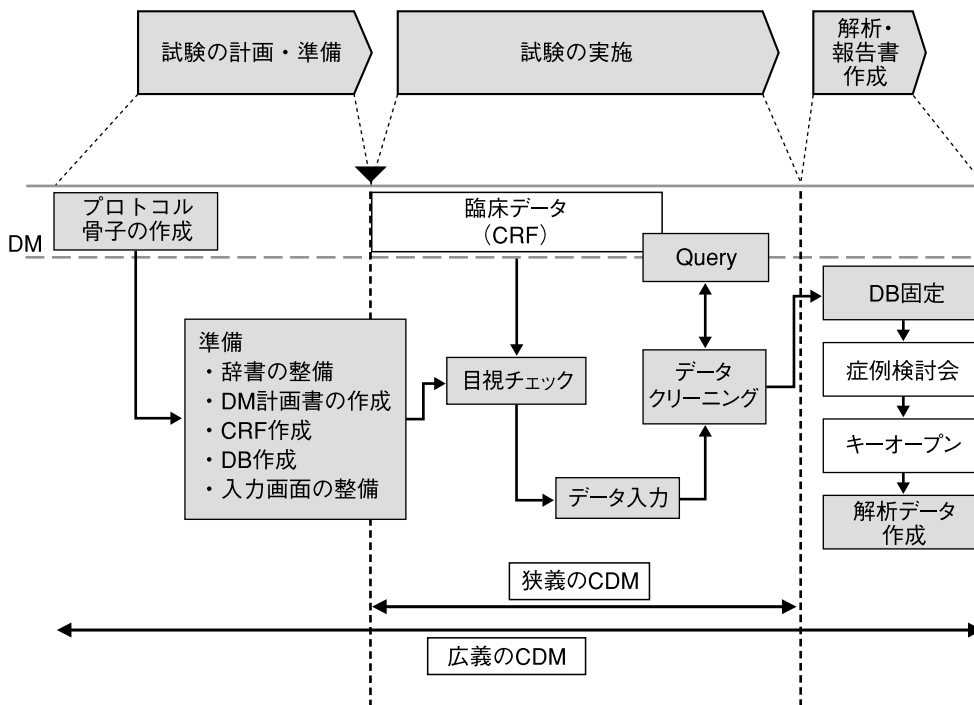 試験の計画・準備
試験の実施
解析・
報告書
作成
プロトコル
骨子の作成
臨床データ
（CRF）
DM
Query
DB固定
準備
・辞書の整備
・DM計画書の作成
・CRF作成
・DB作成
・入力画面の整備
目視チェック
データ
クリーニング
症例検討会
キーオープン
データ入力
解析データ
作成
狭義のCDM
広義のCDM